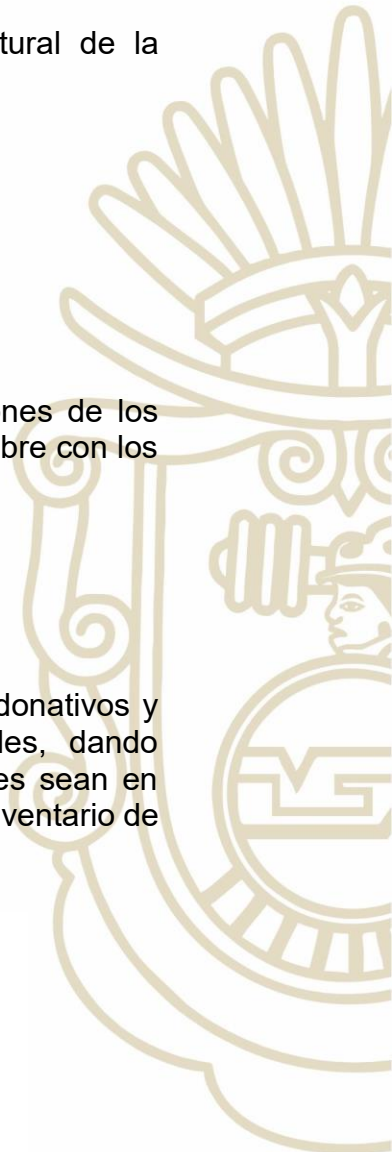 tural de la
nes de los
bre con los
donativos y
les, dando
es sean en
ventario de